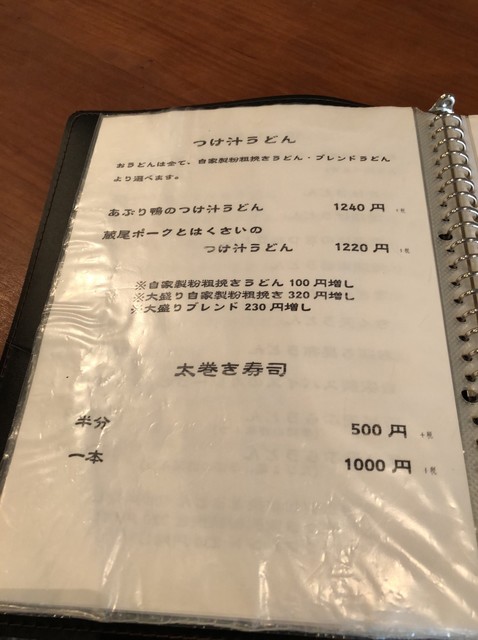 つけ汁うどん
おうどんは全て、自家製粉粗挽きうどん・ブレンドうどん
より選べます。
あぶり鴨のつけ汁うどん 1240 円 +税
蔵尾ポークとはくさいの
つけ汁うどん 1220 円 +税
※自家製粉粗挽きうどん 100 円増し
※大盛り自家製粉粗挽き 320 円増し
※大盛りブレンド 230 円増し
太巻き寿司
半分 500 円 +税
一本 1000 円 +税